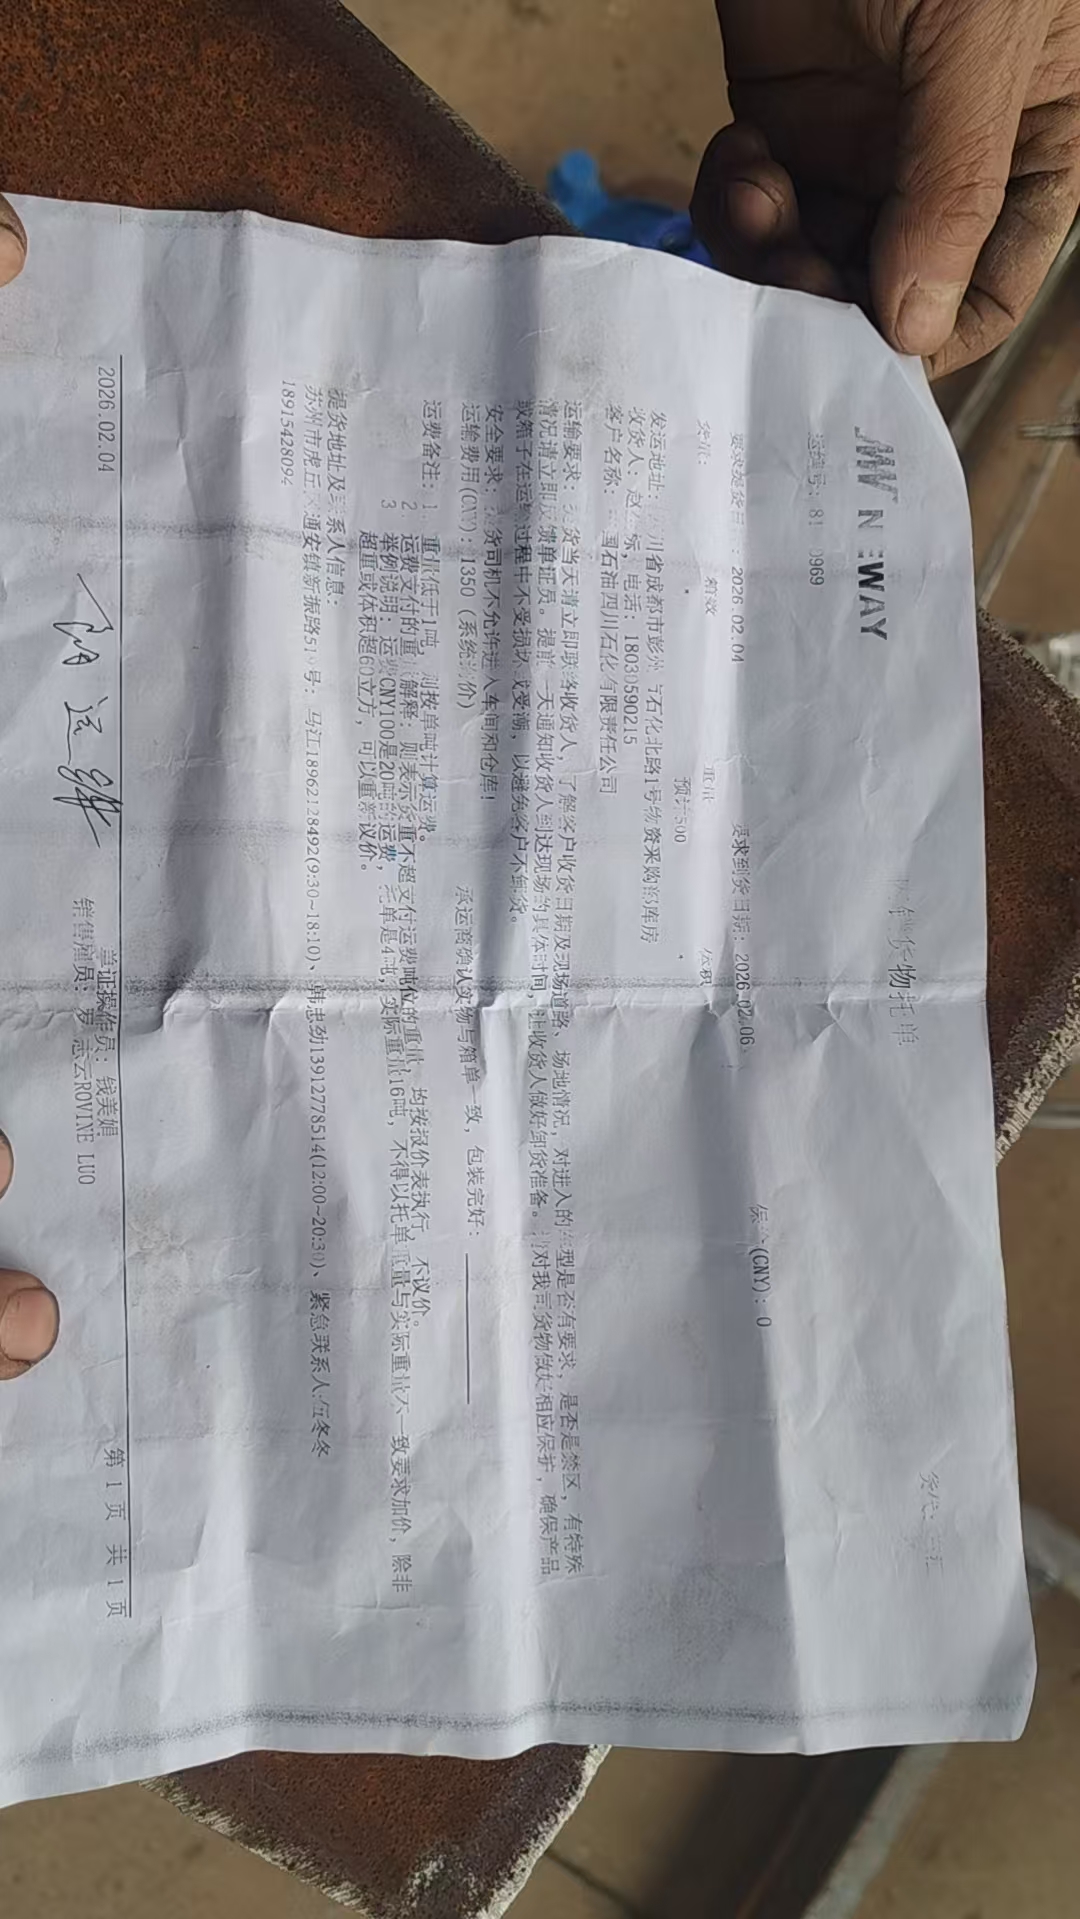 NEWAY
内销货物托单
运编号: 81 0969
要求提货日: 2026.02.04 要求到货日期: 2026.02.06 保价(CNY): 0
货值: 箱数 重量 体积
预计500
发运地址: 川省成都市彭州 石化北路1号物资采购部库房
收货人、赵 标, 电话: 18030590215
客户名称: 国石油四川石化有限责任公司
运输要求: 货当天请立即联络收货人, 了解客户收货日期及现场道路, 场地情况, 对进入的车型是否有要求, 是否是禁区, 有特殊
情况请立即反馈单证员。提前一天通知收货人到达现场的具体时间, 让收货人做好卸货准备。请对我司货物做好相应保护, 确保产品
或箱子在运输过程中不受损坏或受潮, 以避免客户不卸货。
安全要求: 货司机不允许进入车间和仓库!
运输费用(CNY): 1350 (系统 价) 承运商确认实物与箱单一致, 包装完好:
运费备注: 1 重量低于1吨, 则按单吨计算运费。
2 运费支付的重量解释: 则表示货重不超支付运费吨位的重量, 均按报价表执行, 不议价。
3 举例说明: 运费CNY100是20吨的运费, 单是4吨, 实际重量16吨, 不得以托单重量与实际重量不一致要求加价, 除非
超重或体积超60立方, 可以重新议价。
提货地址及联系人信息:
苏州市虎丘区通安镇新振路51 号: 马江18962128492(9:30~18:10)、韩忠劲13912778514(12:00~20:30)、紧急联系人:伍冬冬
18915428094
2026.02.04 单证操作员: 钱美娟 第 1 页 共 1 页
销售雇员: 罗 志云ROVINE LUO